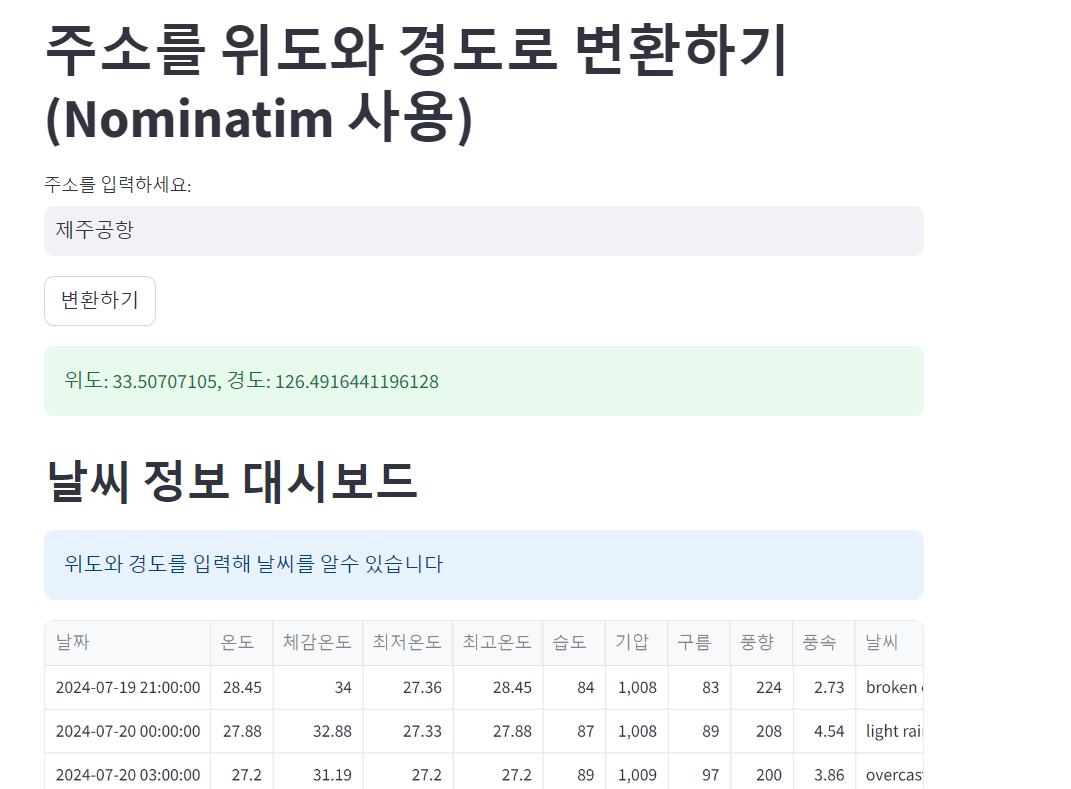 주소를 위도와 경도로 변환하기
(Nominatim 사용)
주소를 입력하세요:
제주공항
변환하기
위도: 33.50707105, 경도: 126.4916441196128
날씨 정보 대시보드
위도와 경도를 입력해 날씨를 알수 있습니다
날짜 온도 체감온도 최저온도 최고온도 습도 기압 구름 풍향 풍속 날씨
2024-07-19 21:00:00 28.45 34 27.36 28.45 84 1,008 83 224 2.73 broken
2024-07-20 00:00:00 27.88 32.88 27.33 27.88 87 1,008 89 208 4.54 light rai
2024-07-20 03:00:00 27.2 31.19 27.2 27.2 89 1,009 97 200 3.86 overcas